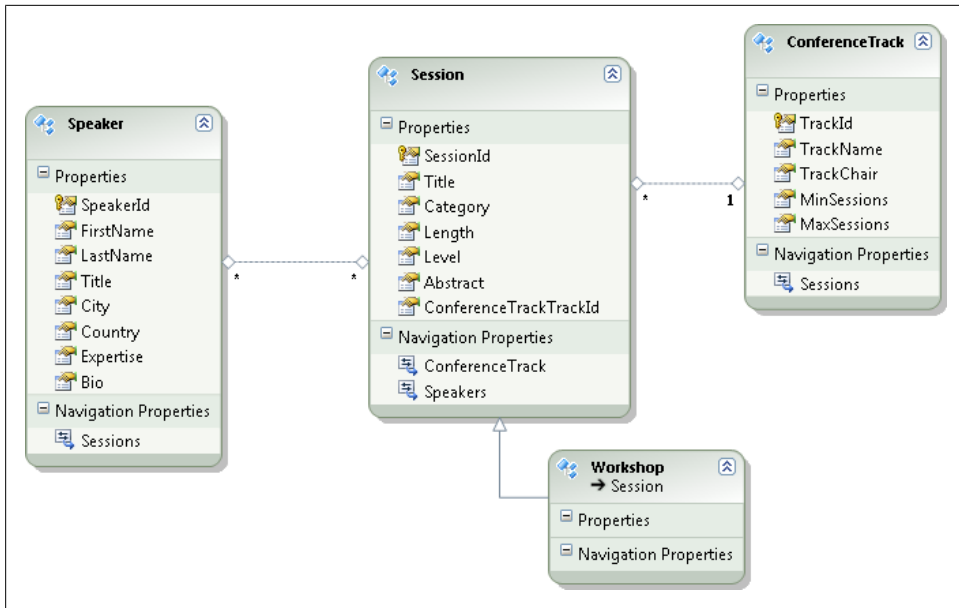 Speaker
Properties
SpeakerId
FirstName
LastName
Title
City
Country
Expertise
Bio
Navigation Properties
Sessions
*
*
Session
Properties
SessionId
Title
Category
Length
Level
Abstract
ConferenceTrackTrackId
Navigation Properties
ConferenceTrack
Speakers
*
1
ConferenceTrack
Properties
TrackId
TrackName
TrackChair
MinSessions
MaxSessions
Navigation Properties
Sessions
Workshop
➔ Session
Properties
Navigation Properties